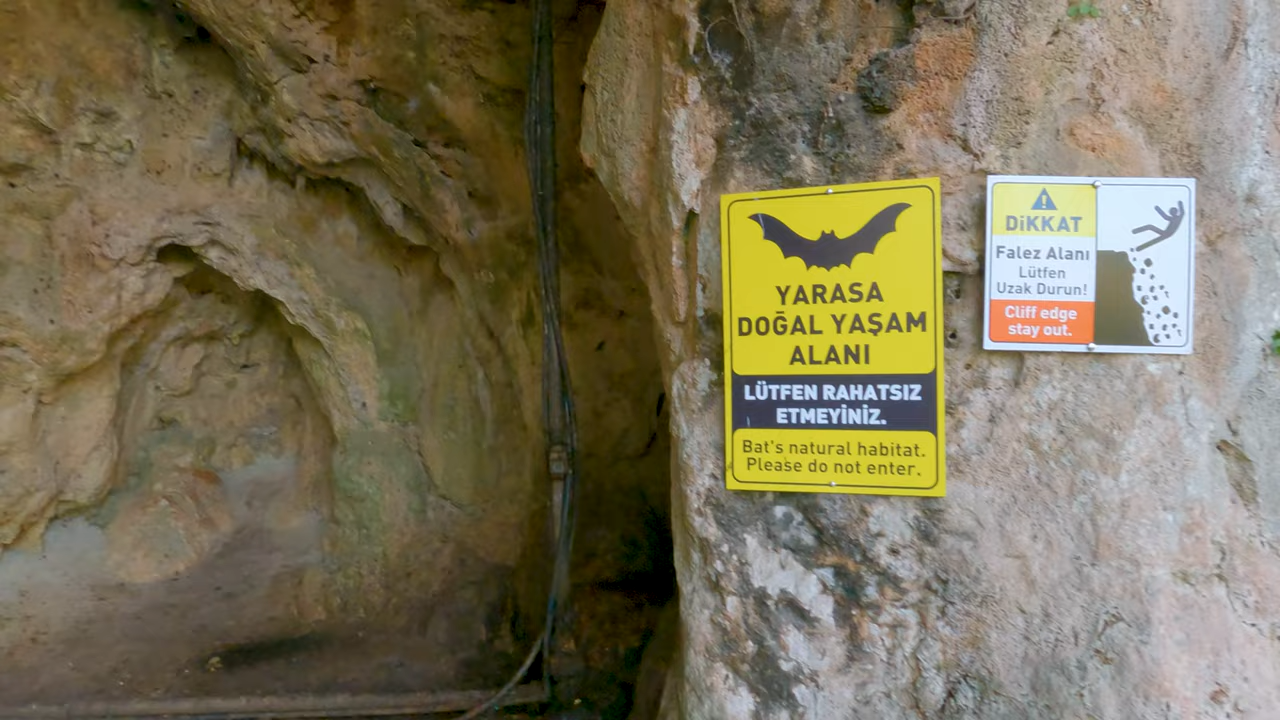 YARASA
DOĞAL YAŞAM
ALANI
LÜTFEN RAHATSIZ
ETMEYİNİZ.
Bat's natural habitat.
Please do not enter.
DİKKAT
Falez Alanı
Lütfen
Uzak Durun!
Cliff edge
stay out.